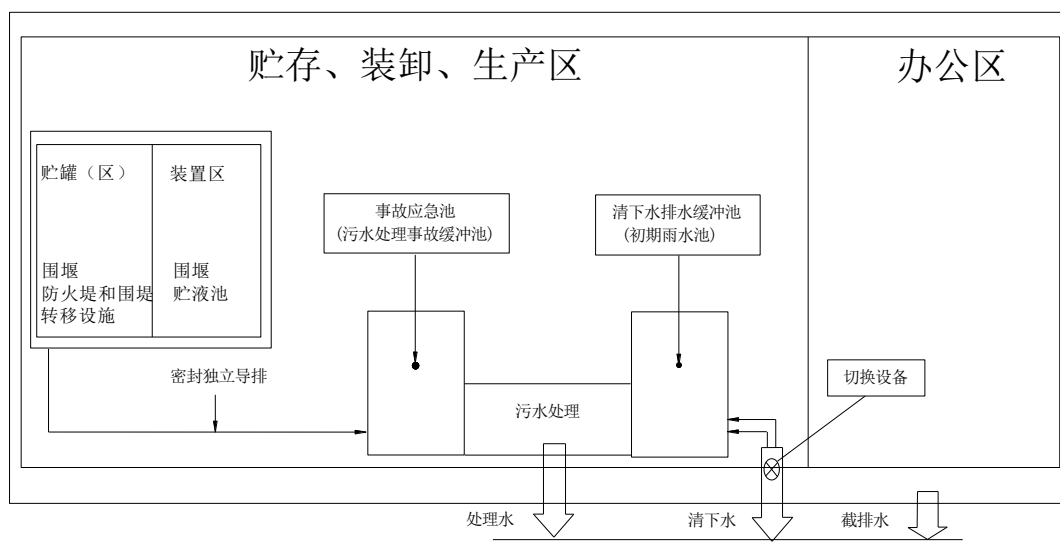 贮存、装卸、生产区
办公区
贮罐（区）
装置区
围堰
防火堤和围堤
转移设施
围堰
贮液池
事故应急池
(污水处理事故缓冲池)
清下水排水缓冲池
(初期雨水池)
密封独立导排
污水处理
切换设备
处理水
清下水
截排水